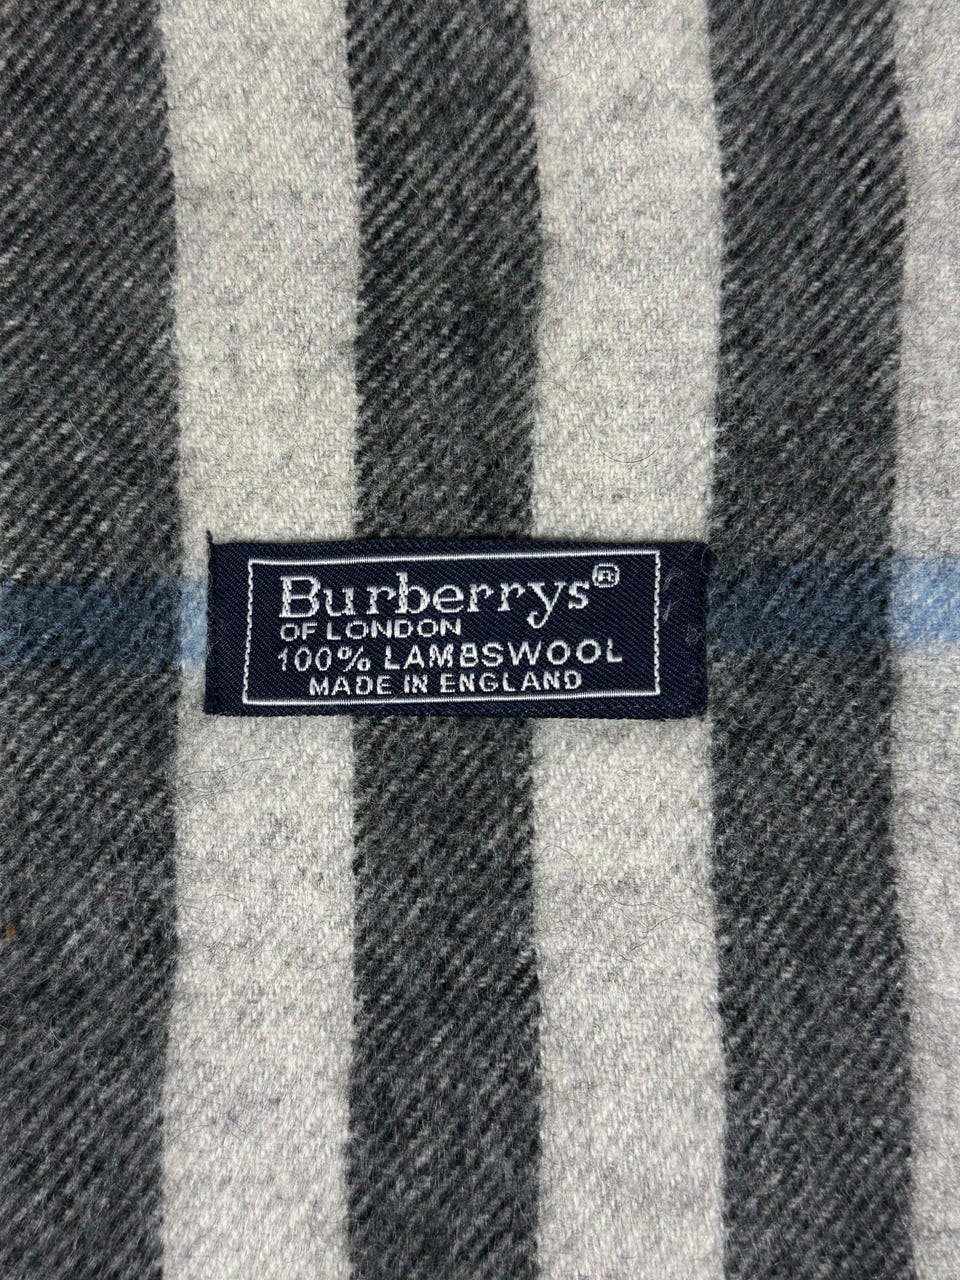 Burberrys®
OF LONDON
100% LAMBSWOOL
MADE IN ENGLAND